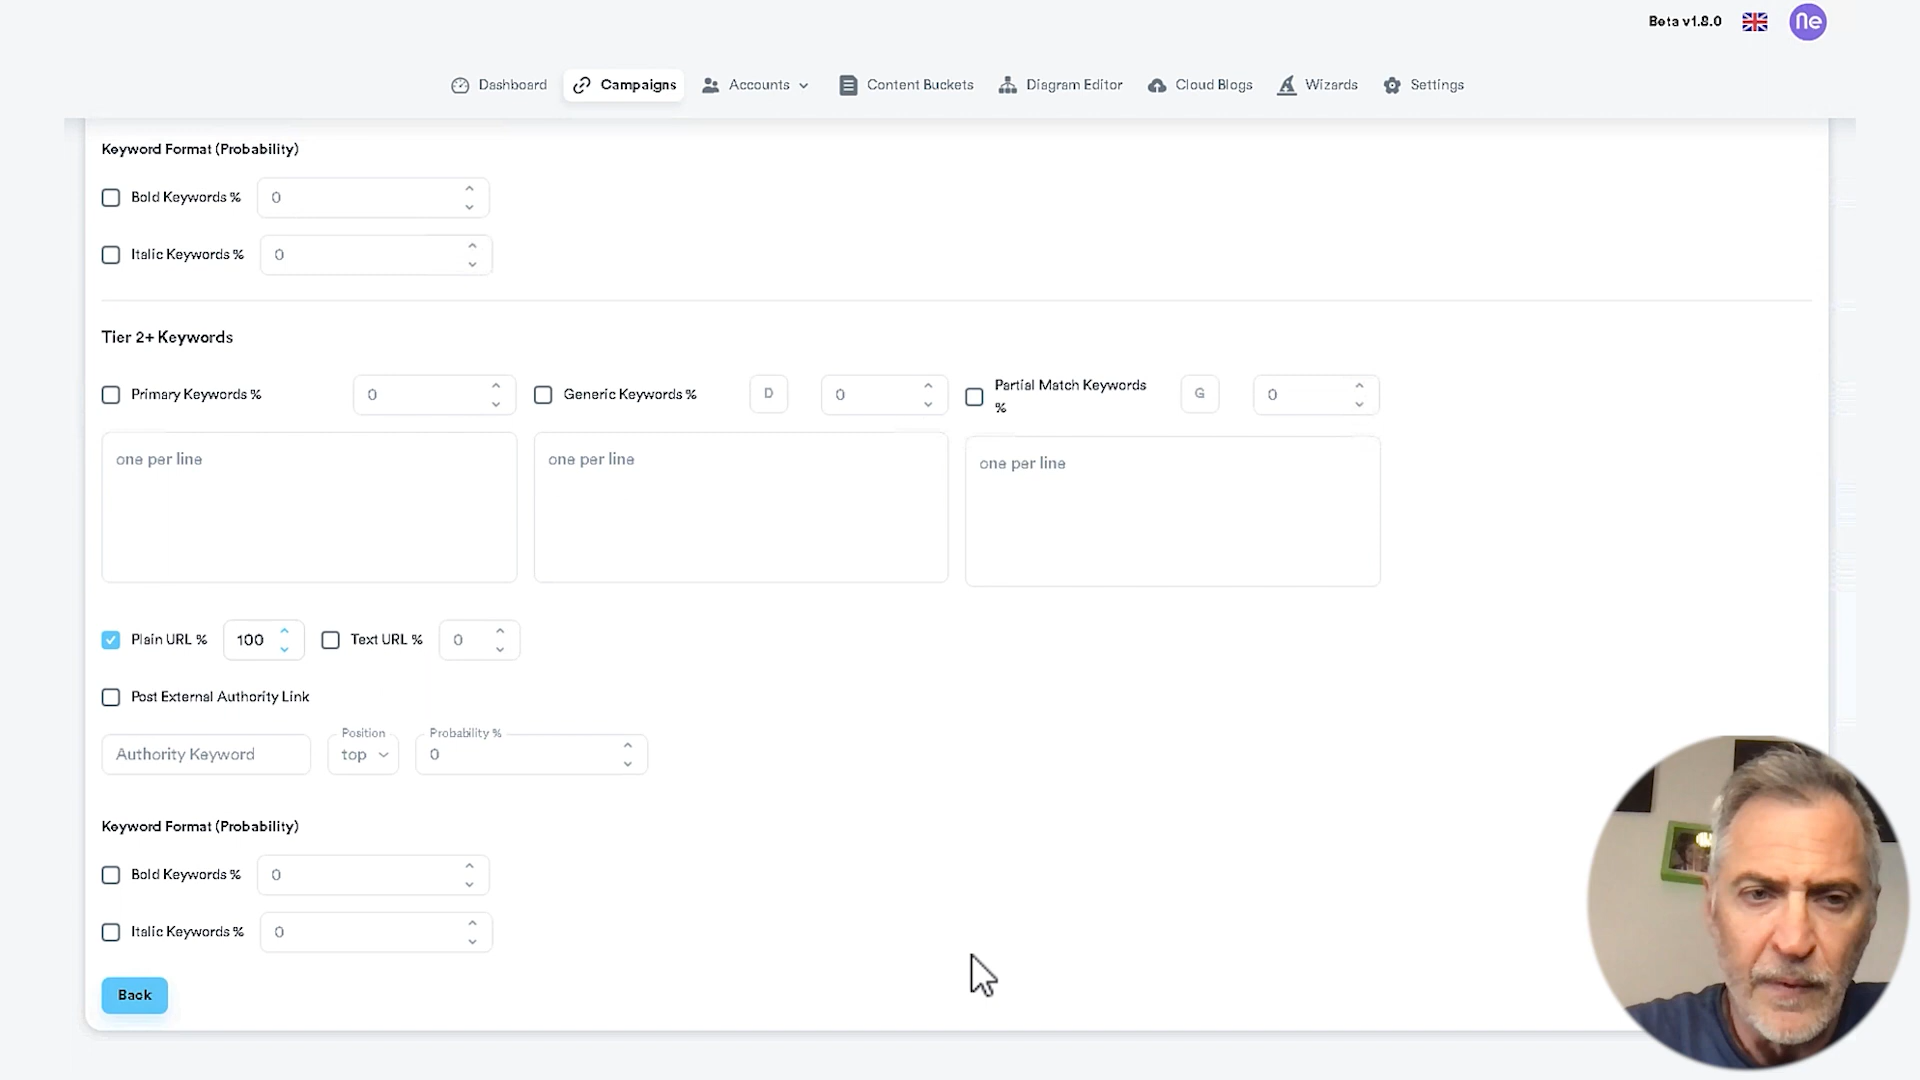 Beta v1.8.0
Ne
Dashboard
Campaigns
Accounts
Content Buckets
Diagram Editor
Cloud Blogs
Wizards
Settings
Keyword Format (Probability)
Bold Keywords % 0
Italic Keywords % 0
Tier 2+ Keywords
Primary Keywords % 0
Generic Keywords % D 0
Partial Match Keywords
% G 0
one per line
one per line
one per line
Plain URL % 100 Text URL % 0
Post External Authority Link
Position
Probability %
Authority Keyword top 0
Keyword Format (Probability)
Bold Keywords % 0
Italic Keywords % 0
Back